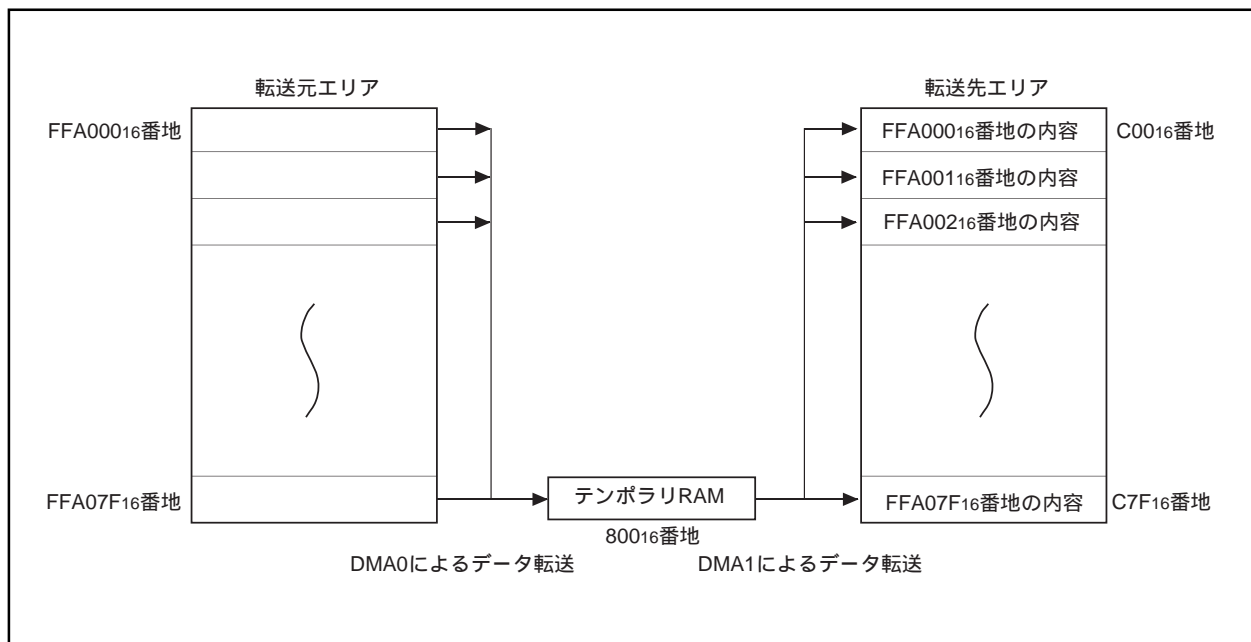 転送元エリア
転送先エリア
FFA00016番地
FFA00016番地の内容
C0016番地
FFA00116番地の内容
FFA00216番地の内容
FFA07F16番地
テンポラリRAM
FFA07F16番地の内容
C7F16番地
80016番地
DMA0によるデータ転送
DMA1によるデータ転送